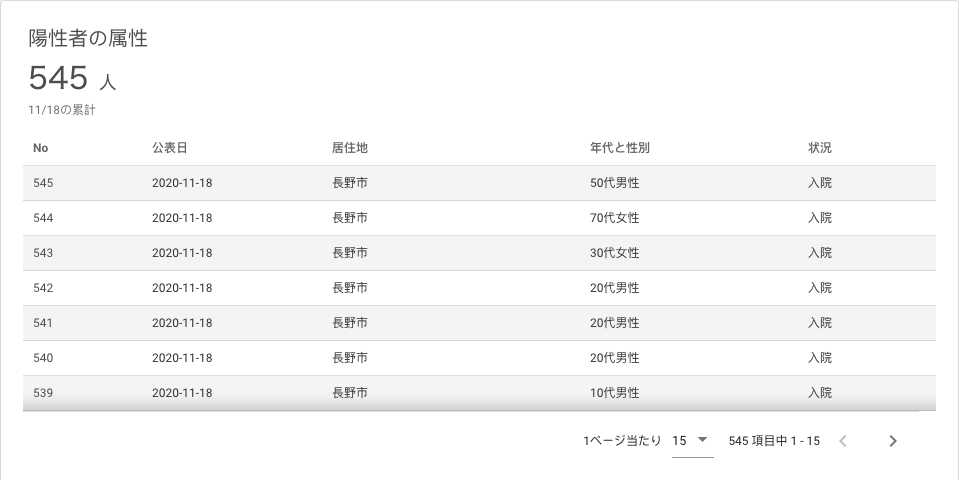 陽性者の属性
545 人
11/18の累計
No 公表日 居住地 年代と性別 状況
545 2020-11-18 長野市 50代男性 入院
544 2020-11-18 長野市 70代女性 入院
543 2020-11-18 長野市 30代女性 入院
542 2020-11-18 長野市 20代男性 入院
541 2020-11-18 長野市 20代男性 入院
540 2020-11-18 長野市 20代男性 入院
539 2020-11-18 長野市 10代男性 入院
1ページ当たり 15 545 項目中 1 - 15